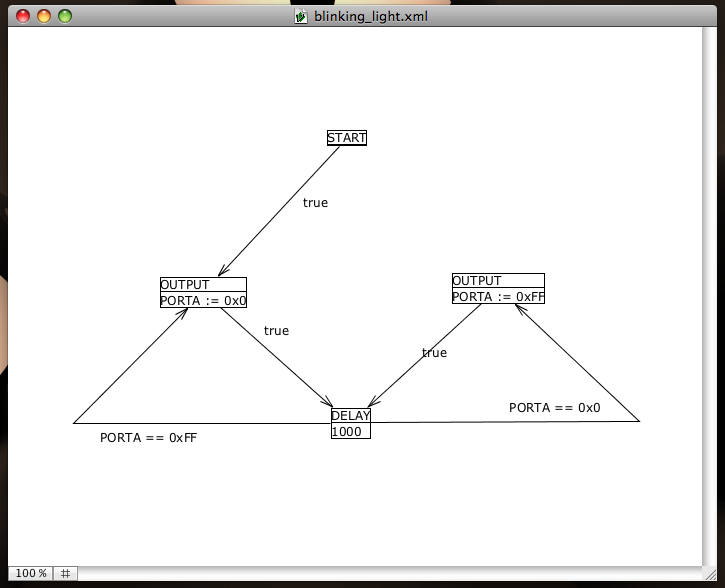 blinking_light.xml
START
true
OUTPUT
PORTA := 0x0
OUTPUT
PORTA := 0xFF
true
true
DELAY
1000
PORTA == 0x0
PORTA == 0xFF
100 %